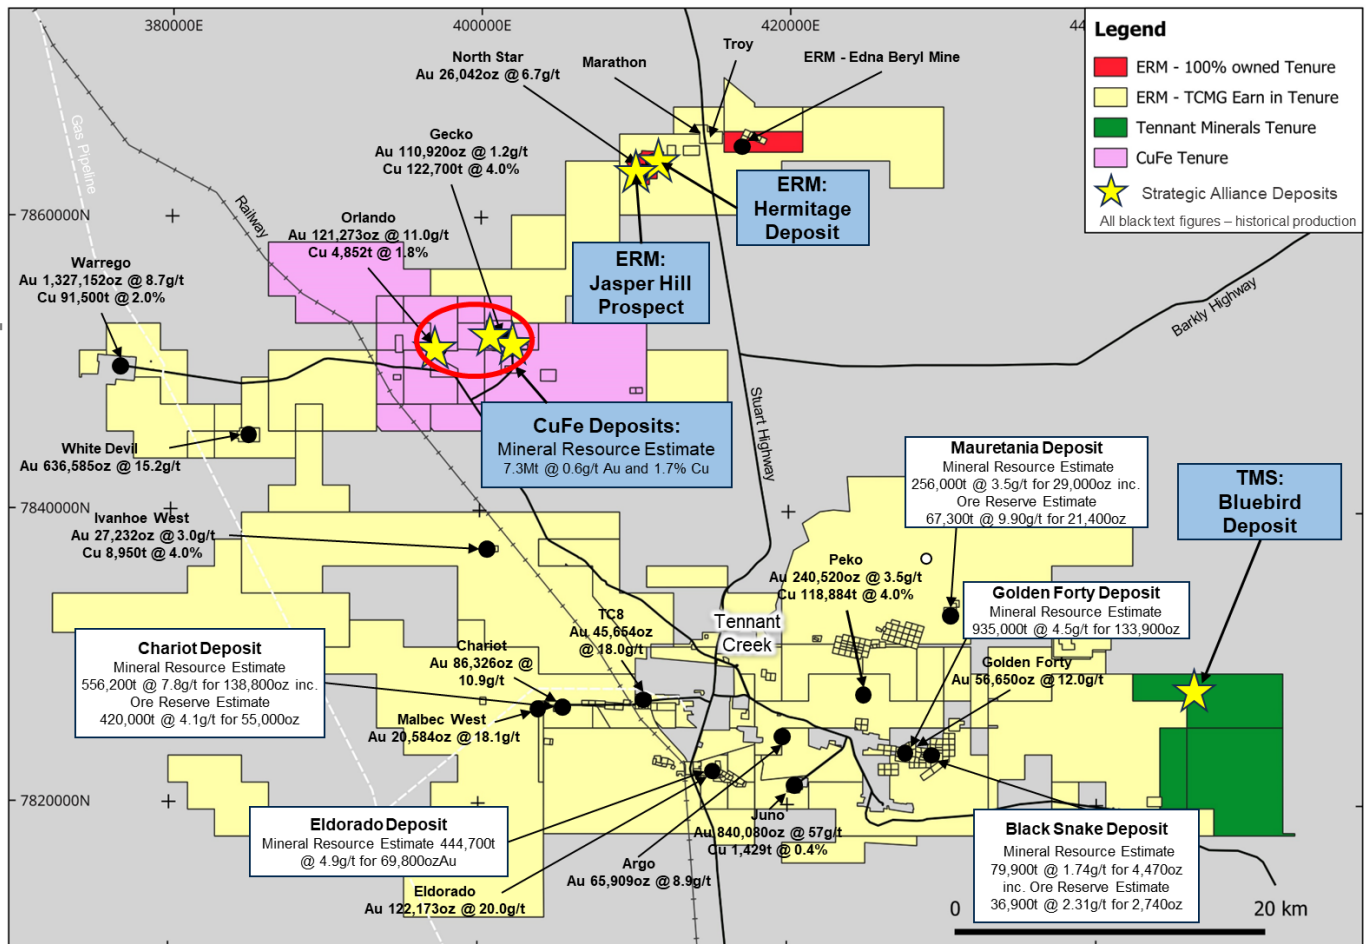 380000E
400000E
420000E
44
7860000N
7840000N
7820000N
Legend
ERM - 100% owned Tenure
ERM - TCMG Earn in Tenure
Tennant Minerals Tenure
CuFe Tenure
Strategic Alliance Deposits
All black text figures – historical production
North Star
Au 26,042oz @ 6.7g/t
Marathon
Troy
ERM - Edna Beryl Mine
Gecko
Au 110,920oz @ 1.2g/t
Cu 122,700t @ 4.0%
Gas Pipeline
Railway
Orlando
Au 121,273oz @ 11.0g/t
Cu 4,852t @ 1.8%
ERM:
Hermitage
Deposit
ERM:
Jasper Hill
Prospect
Warrego
Au 1,327,152oz @ 8.7g/t
Cu 91,500t @ 2.0%
Barkly Highway
Stuart Highway
CuFe Deposits:
Mineral Resource Estimate
7.3Mt @ 0.6g/t Au and 1.7% Cu
White Devil
Au 636,585oz @ 15.2g/t
Mauretania Deposit
Mineral Resource Estimate
256,000t @ 3.5g/t for 29,000oz inc.
Ore Reserve Estimate
67,300t @ 9.90g/t for 21,400oz
TMS:
Bluebird
Deposit
Ivanhoe West
Au 27,232oz @ 3.0g/t
Cu 8,950t @ 4.0%
Peko
Au 240,520oz @ 3.5g/t
Cu 118,884t @ 4.0%
Golden Forty Deposit
Mineral Resource Estimate
935,000t @ 4.5g/t for 133,900oz
TC8
Au 45,654oz
@ 18.0g/t
Tennant
Creek
Chariot Deposit
Mineral Resource Estimate
556,200t @ 7.8g/t for 138,800oz inc.
Ore Reserve Estimate
420,000t @ 4.1g/t for 55,000oz
Chariot
Au 86,326oz @
10.9g/t
Golden Forty
Au 56,650oz @ 12.0g/t
Malbec West
Au 20,584oz @ 18.1g/t
Eldorado Deposit
Mineral Resource Estimate 444,700t
@ 4.9g/t for 69,800ozAu
Juno
Au 840,080oz @ 57g/t
Cu 1,429t @ 0.4%
Black Snake Deposit
Mineral Resource Estimate
79,900t @ 1.74g/t for 4,470oz
inc. Ore Reserve Estimate
36,900t @ 2.31g/t for 2,740oz
Argo
Au 65,909oz @ 8.9g/t
Eldorado
Au 122,173oz @ 20.0g/t
0
20 km